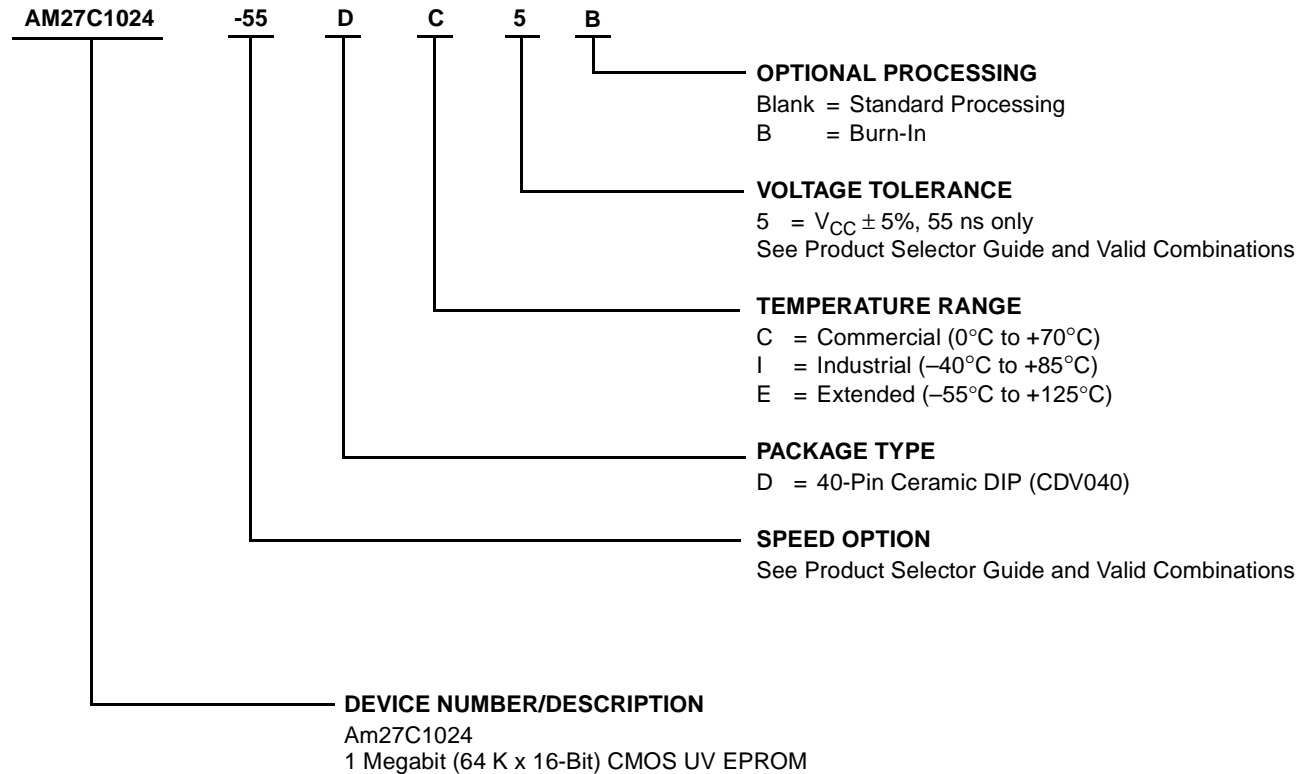 AM27C1024 -55 D C 5 B
OPTIONAL PROCESSING
Blank = Standard Processing
B = Burn-In
VOLTAGE TOLERANCE
5 = VCC ± 5%, 55 ns only
See Product Selector Guide and Valid Combinations
TEMPERATURE RANGE
C = Commercial (0°C to +70°C)
I = Industrial (–40°C to +85°C)
E = Extended (–55°C to +125°C)
PACKAGE TYPE
D = 40-Pin Ceramic DIP (CDV040)
SPEED OPTION
See Product Selector Guide and Valid Combinations
DEVICE NUMBER/DESCRIPTION
Am27C1024
1 Megabit (64 K x 16-Bit) CMOS UV EPROM